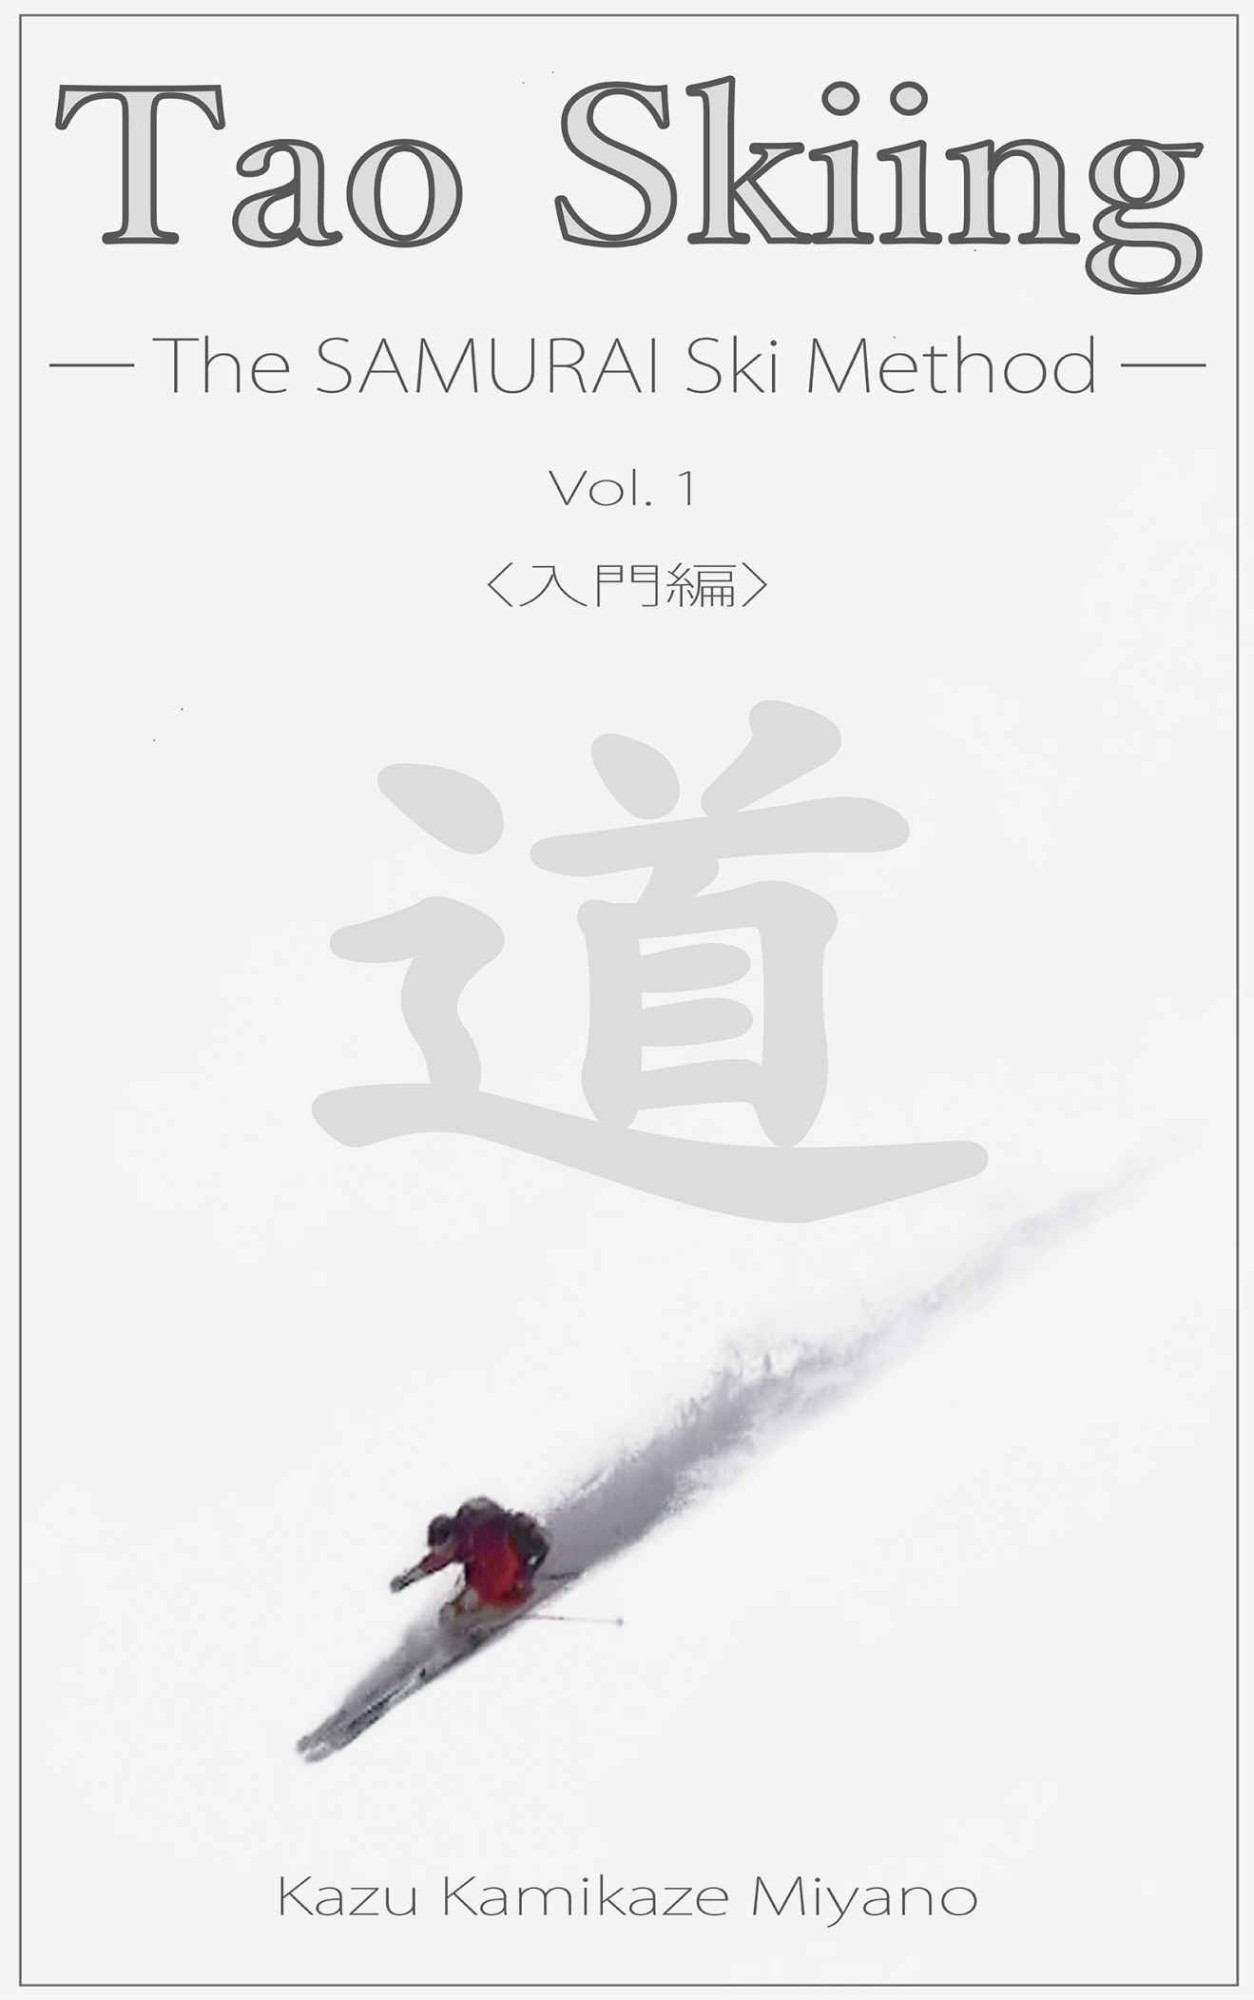 Tao Skiing
— The SAMURAI Ski Method —
Vol. 1
〈入門編〉
道
Kazu Kamikaze Miyano